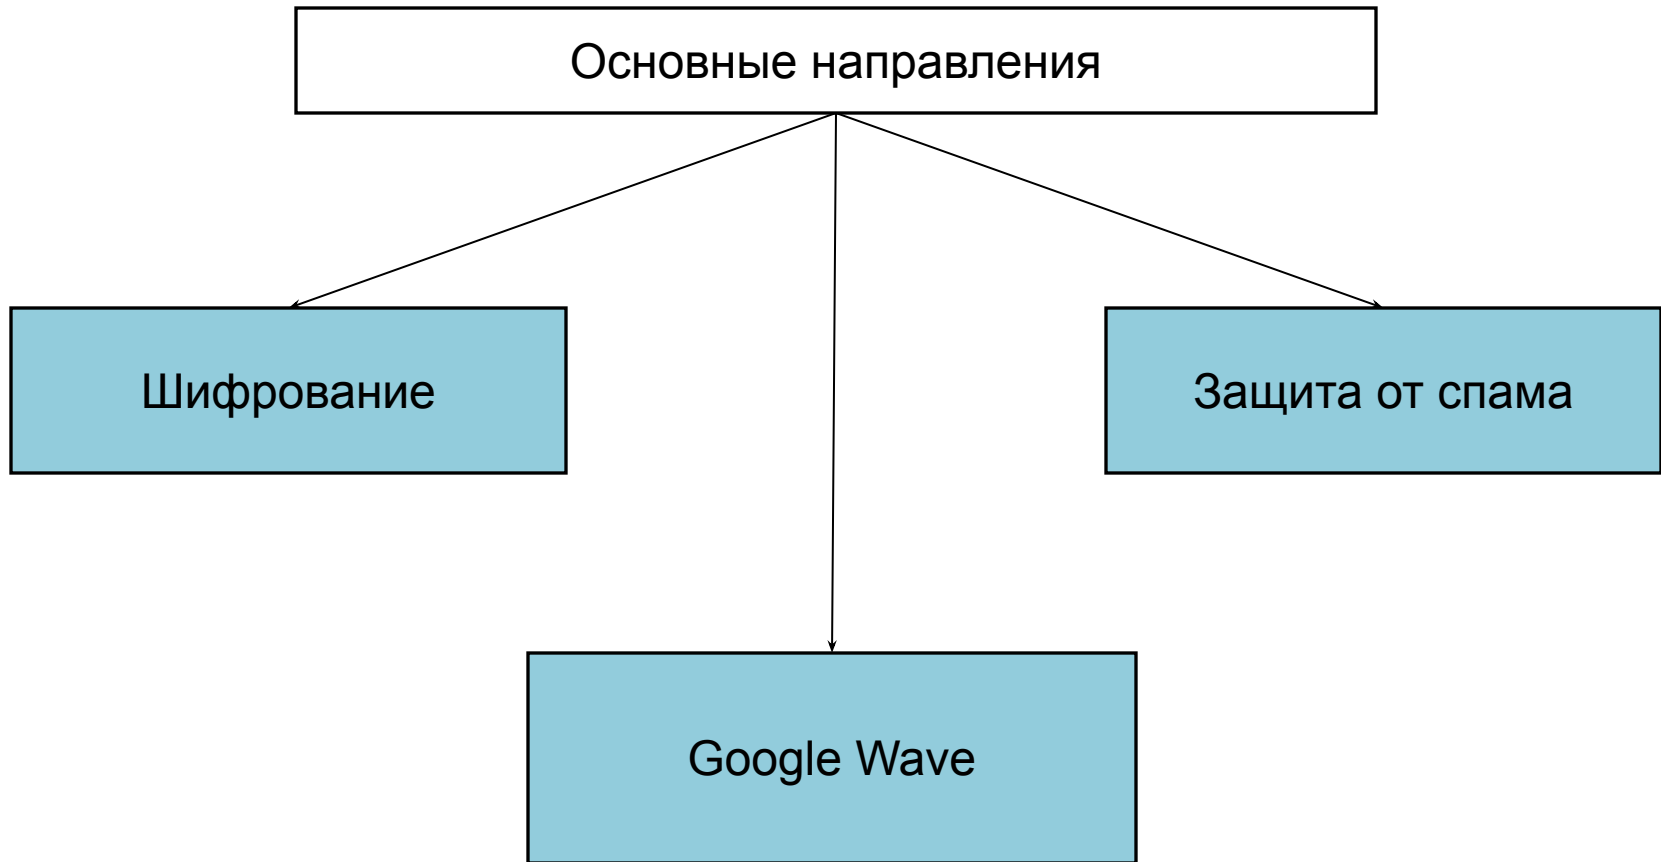 Основные направления
Шифрование
Защита от спама
Google Wave